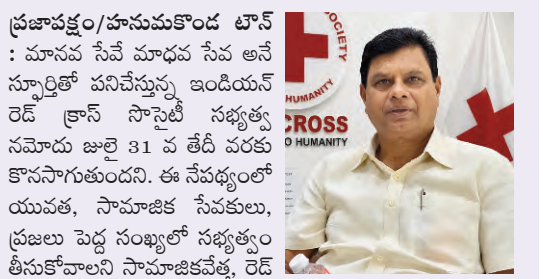 ప్రజాపక్షం/హనుమకొండ టౌన్
: మానవ సేవే మాధవ సేవ అనే
స్ఫూర్తితో పనిచేస్తున్న ఇండియన్
రెడ్ క్రాస్ సొసైటీ సభ్యత్వ
నమోదు జులై 31 వ తేదీ వరకు
కొనసాగుతుందని. ఈ నేపథ్యంలో
యువత, సామాజిక సేవకులు,
ప్రజలు పెద్ద సంఖ్యలో సభ్యత్వం
తీసుకోవాలని సామాజికవేత్త, రెడ్
SOCIETY
HUMANITY
CROSS
TO HUMANITY